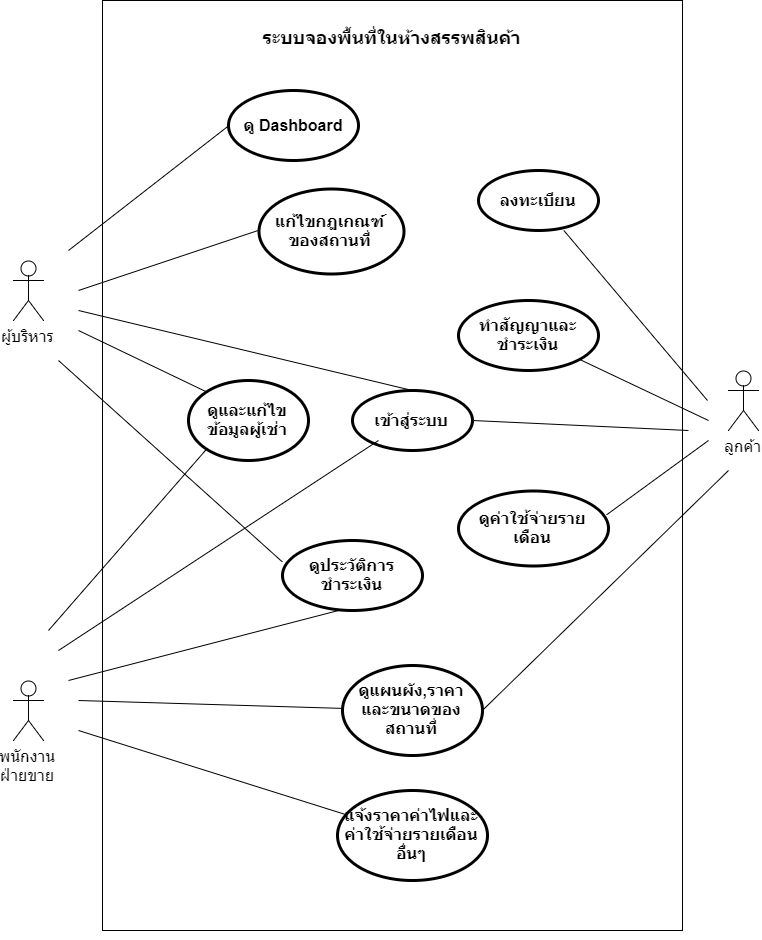 ระบบจองพื้นที่ในห้างสรรพสินค้า
ดู Dashboard
ลงทะเบียน
แก้ไขกฎเกณฑ์
ของสถานที่
ผู้บริหาร
ทำสัญญาและ
ชำระเงิน
ดูและแก้ไข
ข้อมูลผู้เช่า
เข้าสู่ระบบ
ลูกค้า
ดูค่าใช้จ่ายราย
เดือน
ดูประวัติการ
ชำระเงิน
ดูแผนผัง,ราคา
และขนาดของ
สถานที่
พนักงาน
ฝ่ายขาย
แจ้งราคาค่าไฟและ
ค่าใช้จ่ายรายเดือน
อื่นๆ